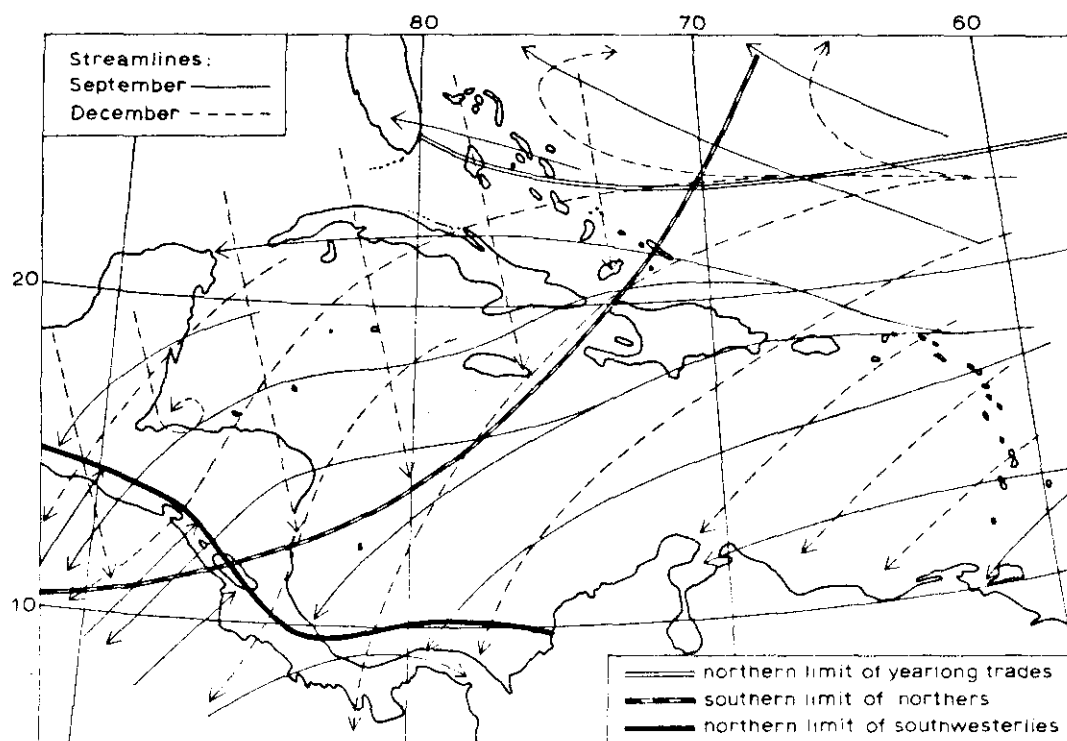 80 70 60
Streamlines:
September
December
20
10
northern limit of yearlong trades
southern limit of northers
northern limit of southwesterlies